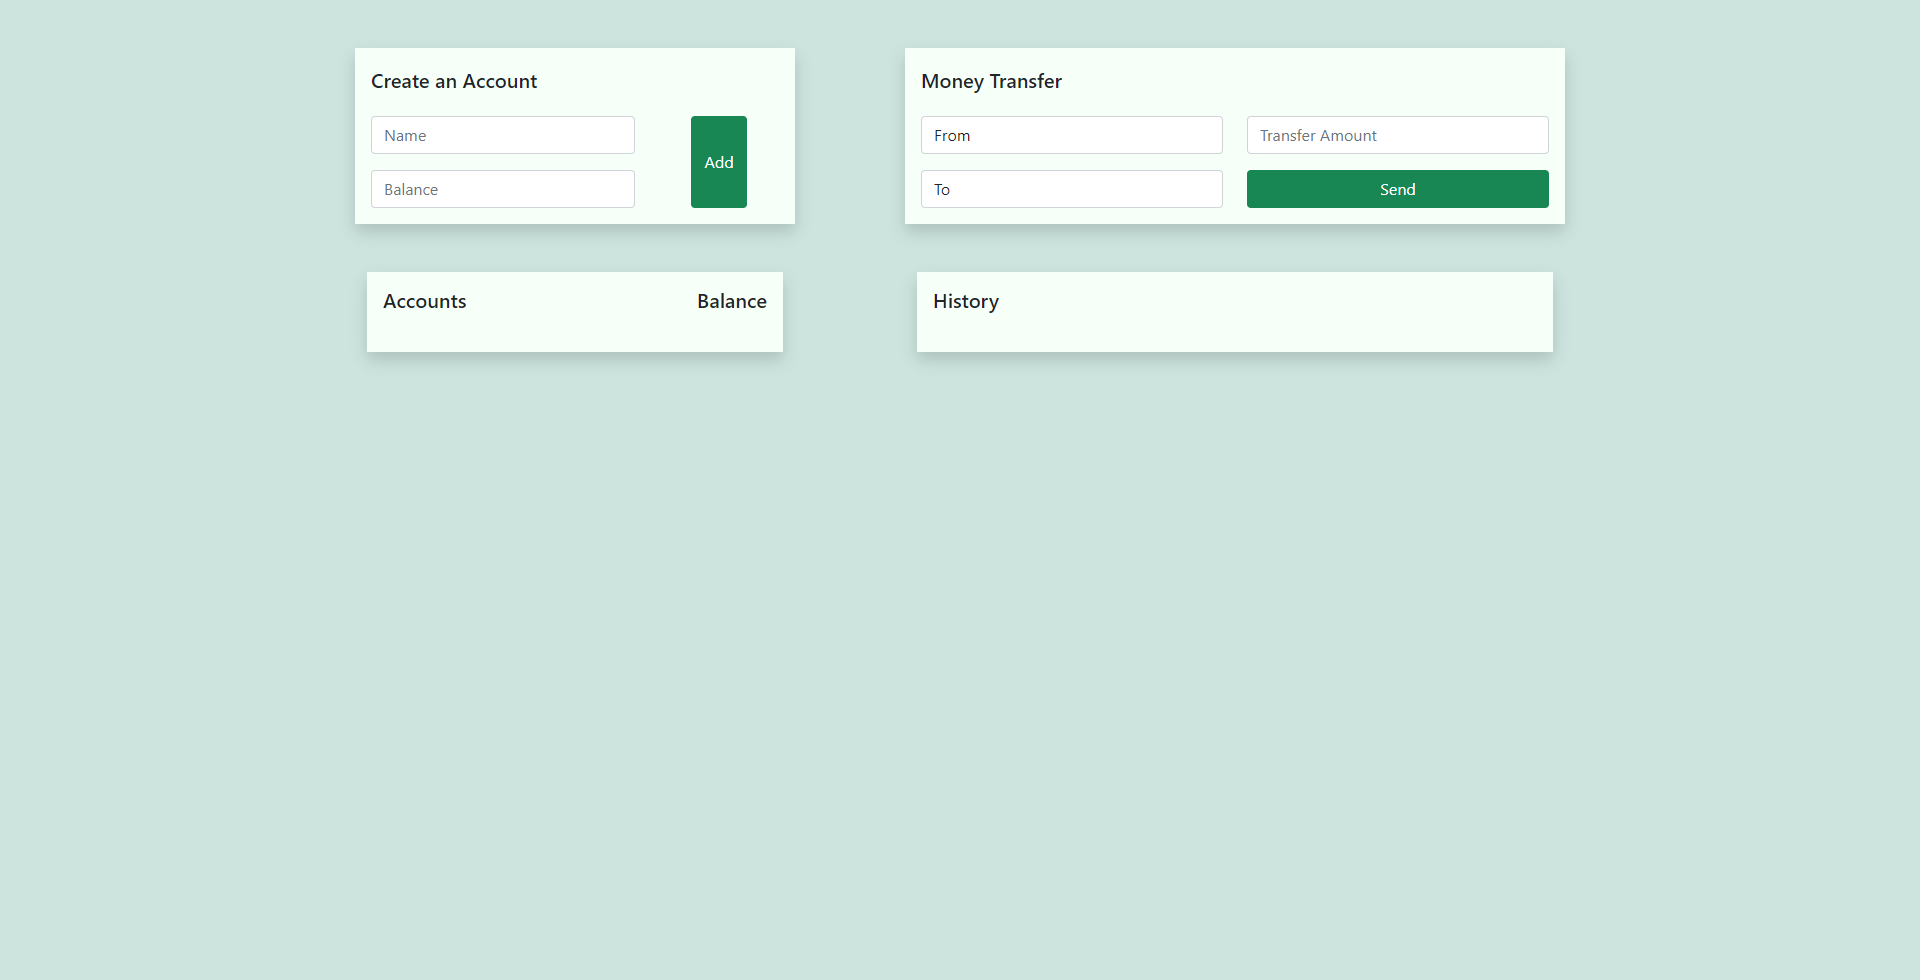 Create an Account
Name
Balance
Add
Money Transfer
From
Transfer Amount
To
Send
Accounts
Balance
History